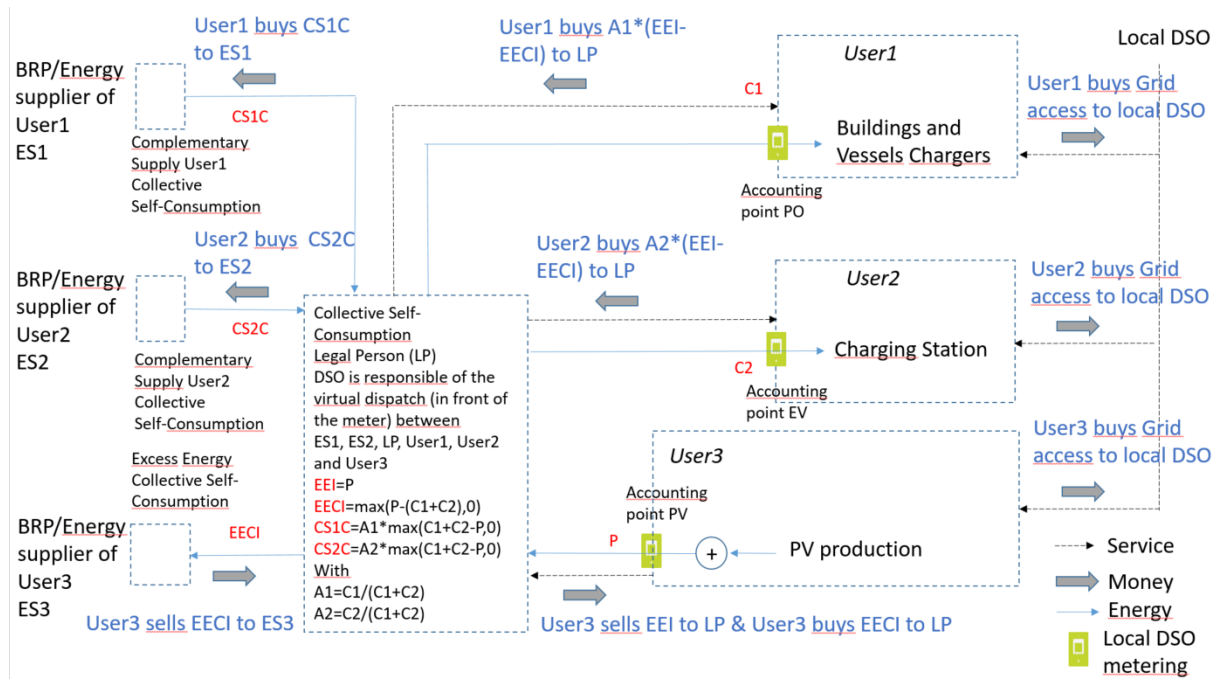 User1 buys CS1C
to ES1
BRP/Energy
supplier of
User1
ES1
CS1C
Complementary
Supply User1
Collective
Self-Consumption
User1 buys A1*(EEI-
EECI) to LP
C1
User1
Buildings and
Vessels Chargers
Accounting
point PO
Local DSO
User1 buys Grid
access to local DSO
User2 buys CS2C
to ES2
BRP/Energy
supplier of
User2
ES2
CS2C
Complementary
Supply User2
Collective
Self-Consumption
User2 buys A2*(EEI-
EECI) to LP
User2
Charging Station
C2
Accounting
point EV
User2 buys Grid
access to local DSO
Collective Self-
Consumption
Legal Person (LP)
DSO is responsible of the
virtual dispatch (in front of
the meter) between
ES1, ES2, LP, User1, User2
and User3
EEI=P
EECI=max(P-(C1+C2),0)
CS1C=A1*max(C1+C2-P,0)
CS2C=A2*max(C1+C2-P,0)
With
A1=C1/(C1+C2)
A2=C2/(C1+C2)
Excess Energy
Collective Self-
Consumption
BRP/Energy
supplier of
User3
ES3
EECI
User3 sells EECI to ES3
User3
Accounting
point PV
P
+
PV production
User3 buys Grid
access to local DSO
User3 sells EEI to LP & User3 buys EECI to LP
Service
Money
Energy
Local DSO
metering